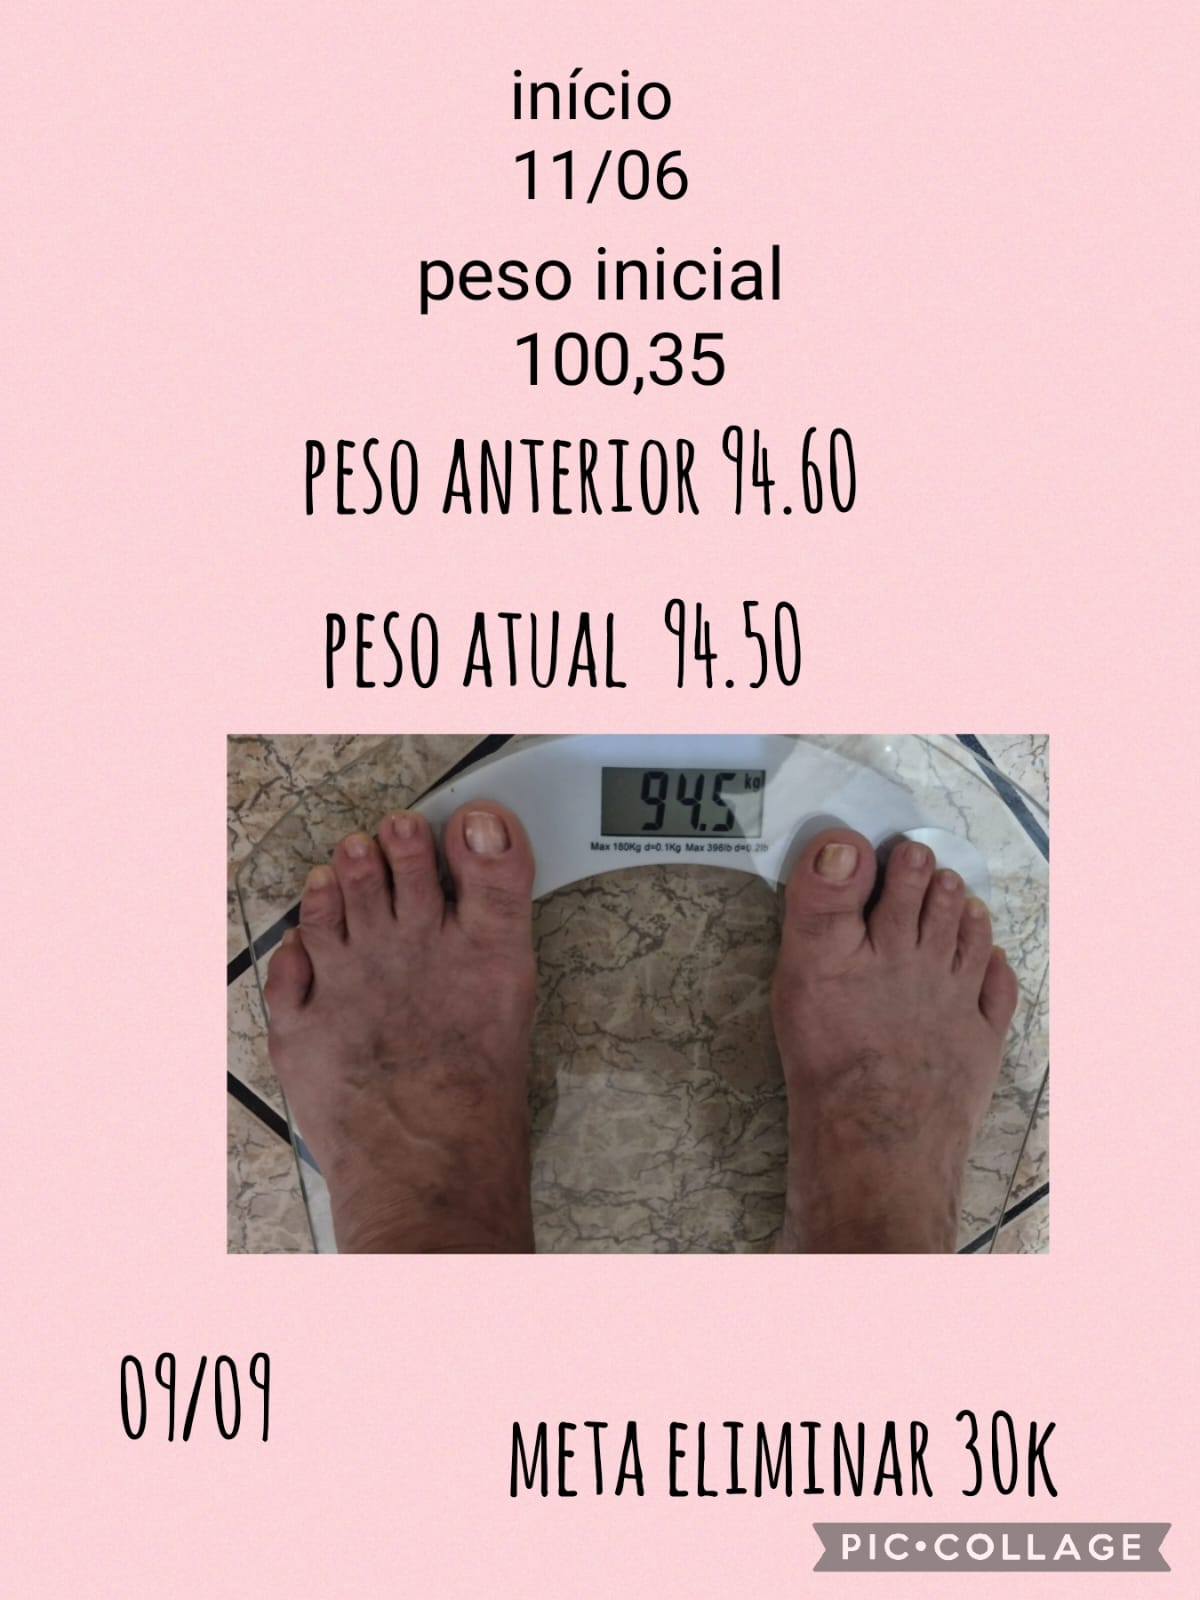 início
11/06
peso inicial
100,35
PESO ANTERIOR 94.60
PESO ATUAL 94.50
94.5 kg
Max 180Kg d=0.1Kg Max 396lb d=0.2lb
09/09
META ELIMINAR 30K
PIC•COLLAGE